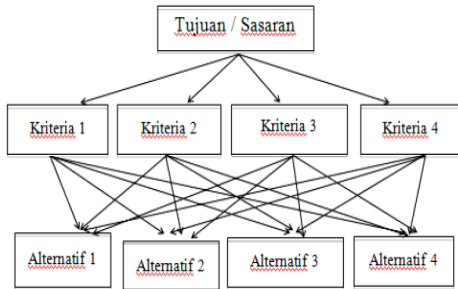 Tujuan / Sasaran
Kriteria 1
Kriteria 2
Kriteria 3
Kriteria 4
Alternatif 1
Alternatif 2
Alternatif 3
Alternatif 4